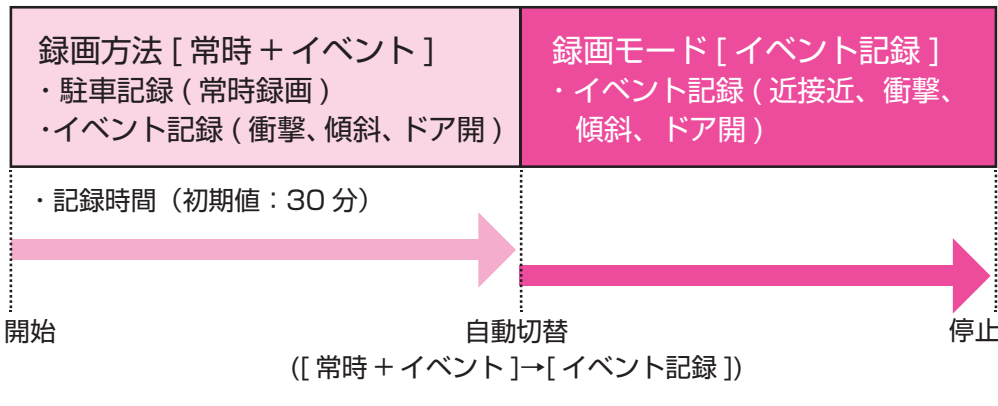 録画方法 [ 常時 + イベント ]
・駐車記録 ( 常時録画 )
・イベント記録 ( 衝撃、傾斜、ドア開 )
録画モード [ イベント記録 ]
・イベント記録 ( 近接近、衝撃、
傾斜、ドア開 )
・記録時間（初期値：30 分）
開始
自動切替
停止
([ 常時 + イベント ]→[ イベント記録 ])